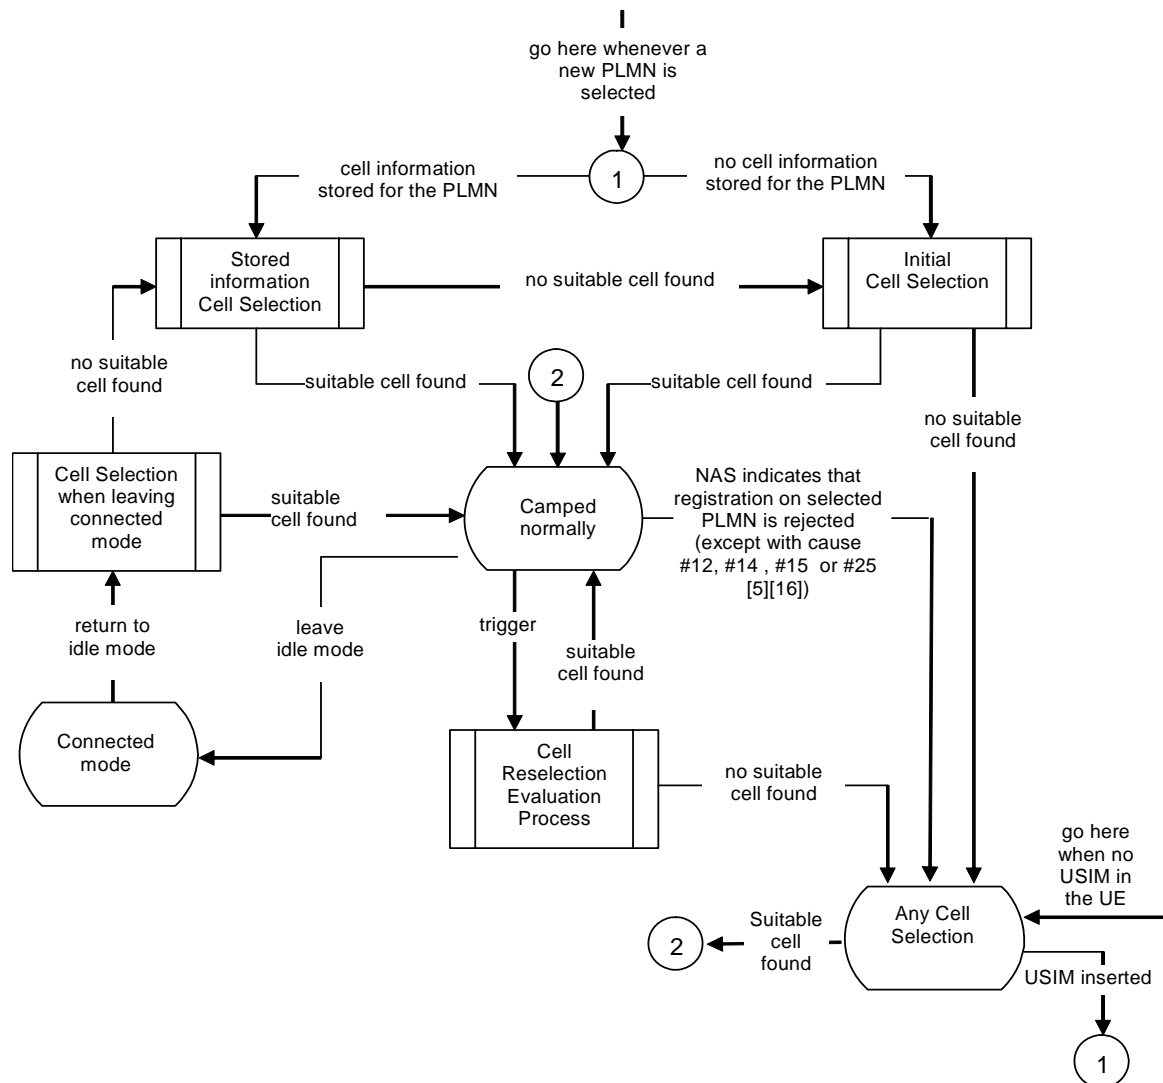 go here whenever a
new PLMN is
selected
1
cell information
stored for the PLMN
no cell information
stored for the PLMN
Stored
information
Cell Selection
no suitable cell found
Initial
Cell Selection
no suitable
cell found
suitable cell found
2
suitable cell found
no suitable
cell found
Cell Selection
when leaving
connected
mode
suitable
cell found
Camped
normally
NAS indicates that
registration on selected
PLMN is rejected
(except with cause
#12, #14 , #15 or #25
[5][16])
return to
idle mode
leave
idle mode
trigger
suitable
cell found
Connected
mode
Cell
Reselection
Evaluation
Process
no suitable
cell found
go here
when no
USIM in
the UE
2
Suitable
cell
found
Any Cell
Selection
USIM inserted
1